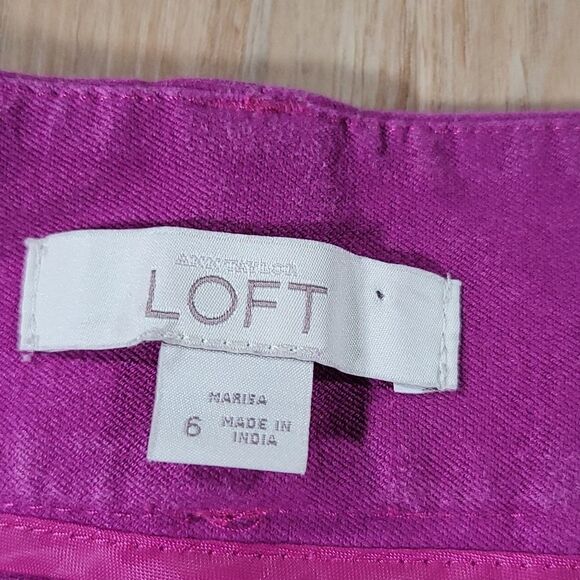 ANN TAYLOR
LOFT
MARISA
6 MADE IN
INDIA